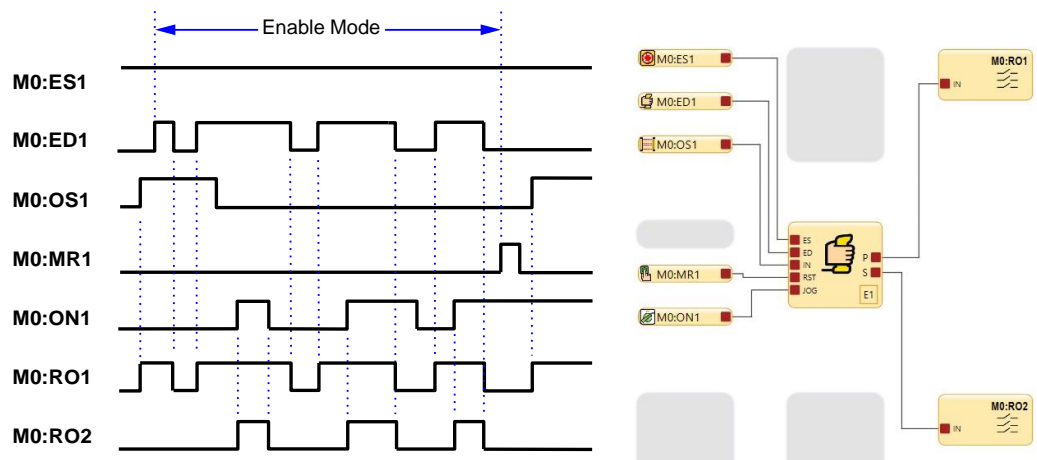 Enable Mode
M0:ES1
M0:ED1
M0:OS1
M0:MR1
M0:ON1
M0:RO1
M0:RO2
M0:ES1
M0:ED1
M0:OS1
M0:MR1
M0:ON1
ES
ED
IN
RST
JOG
P
S
E1
M0:RO1
IN
M0:RO2
IN